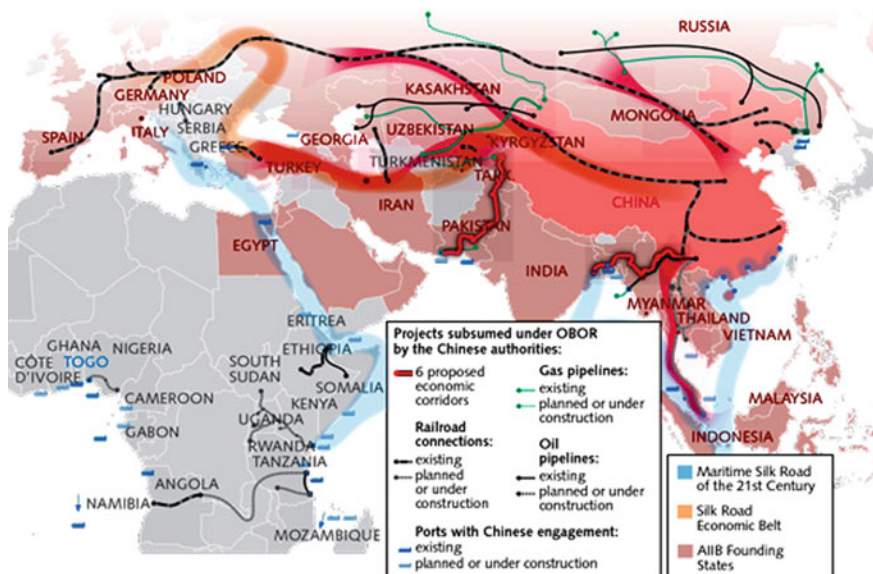 RUSSIA
POLAND
GERMANY
HUNGARY
SERBIA
SPAIN
ITALY
GREECE
TURKEY
GEORGIA
KASAKHSTAN
UZBEKISTAN
TURKMENISTAN
KYRGYZSTAN
TAJK
MONGOLIA
CHINA
IRAN
PAKISTAN
EGYPT
INDIA
MYANMAR
THAILAND
VIETNAM
MALAYSIA
INDONESIA
ERITREA
ETHIOPIA
SOUTH
SUDAN
SOMALIA
KENYA
UGANDA
RWANDA
TANZANIA
GHANA
NIGERIA
CÔTE
D'IVOIRE
TOGO
CAMEROON
GABON
ANGOLA
NAMIBIA
MOZAMBIQUE
Projects subsumed under OBOR
by the Chinese authorities:
6 proposed
economic
corridors
Railroad
connections:
existing
planned
or under
construction
Gas pipelines:
existing
planned or under
construction
Oil
pipelines:
existing
planned or under
construction
Ports with Chinese engagement:
existing
planned or under construction
Maritime Silk Road
of the 21st Century
Silk Road
Economic Belt
AIIB Founding
States